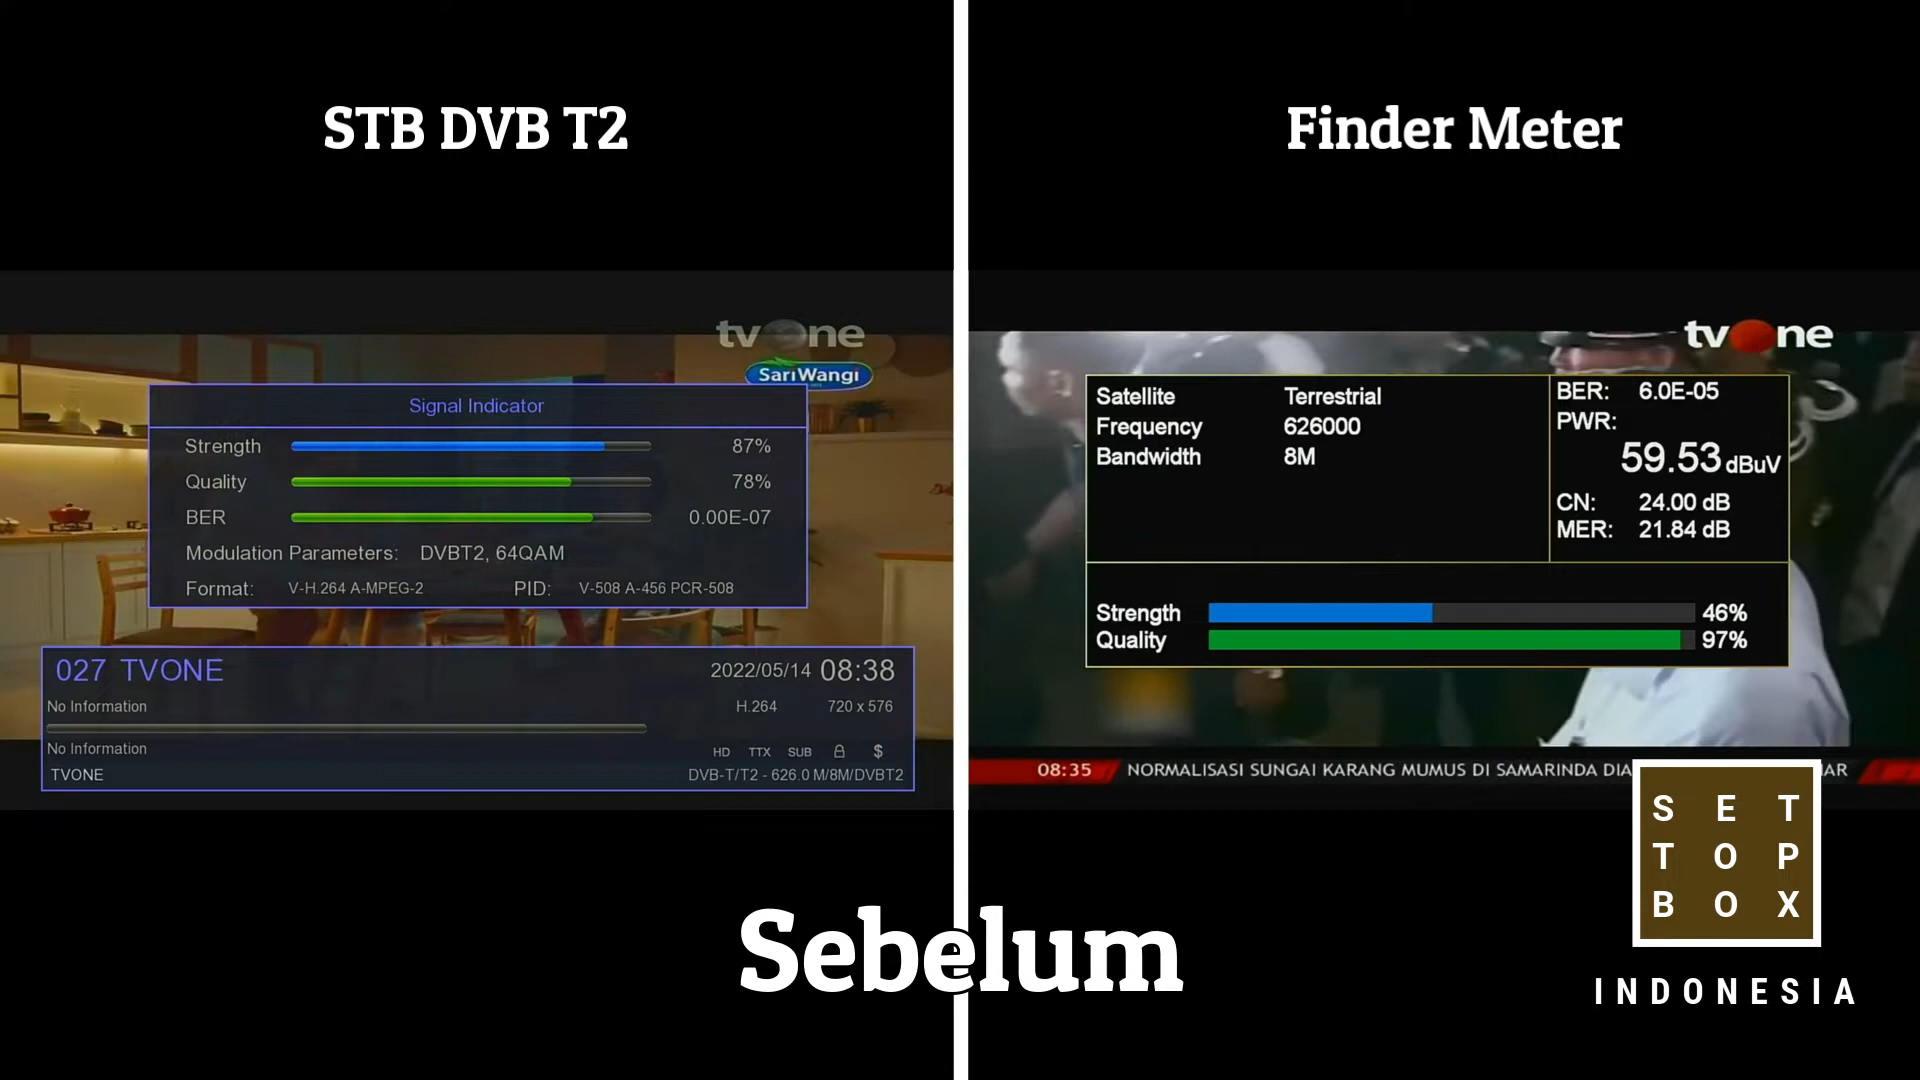 STB DVB T2
tvOne
SariWangi
Signal Indicator
Strength 87%
Quality 78%
BER 0.00E-07
Modulation Parameters: DVBT2, 64QAM
Format: V-H.264 A-MPEG-2 PID: V-508 A-456 PCR-508
027 TVONE 2022/05/14 08:38
No Information H.264 720 x 576
No Information HD TTX SUB $
TVONE DVB-T/T2 - 626.0 M/8M/DVBT2
Finder Meter
tvOne
Satellite Terrestrial
Frequency 626000
Bandwidth 8M
BER: 6.0E-05
PWR:
59.53 dBuV
CN: 24.00 dB
MER: 21.84 dB
Strength 46%
Quality 97%
08:35 NORMALISASI SUNGAI KARANG MUMUS DI SAMARINDA
Sebelum
SET
TOP
BOX
INDONESIA